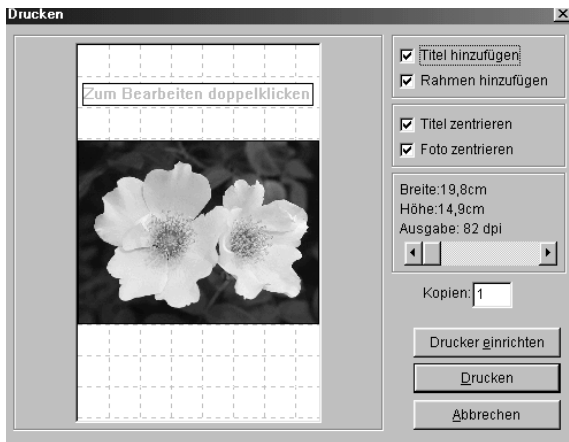 Drucken
Zum Bearbeiten doppelklicken
Titel hinzufügen
Rahmen hinzufügen
Titel zentrieren
Foto zentrieren
Breite:19,8cm
Höhe:14,9cm
Ausgabe: 82 dpi
Kopien: 1
Drucker einrichten
Drucken
Abbrechen